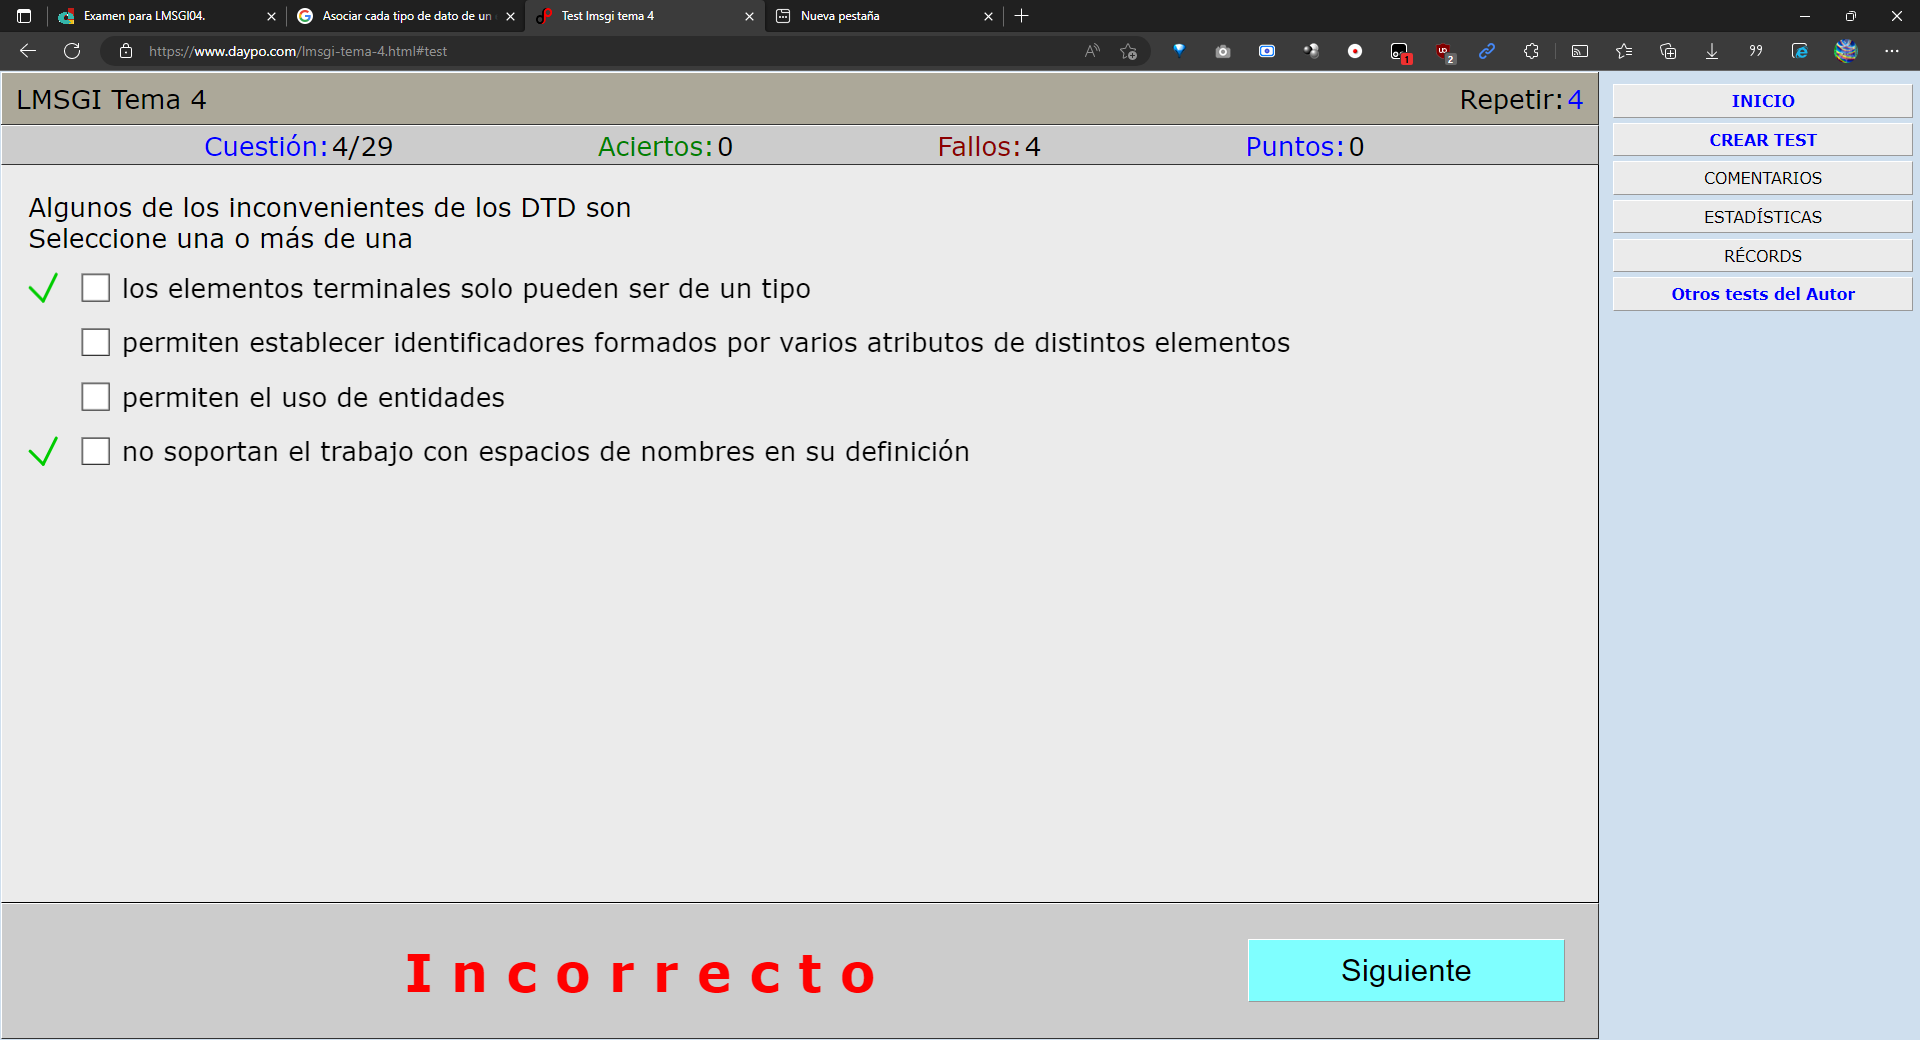 Examen para LMSGI04.
Asociar cada tipo de dato de un
Test lmsgi tema 4
Nueva pestaña
https://www.daypo.com/lmsgi-tema-4.html#test
1
2
LMSGI Tema 4
Repetir: 4
Cuestión: 4/29
Aciertos: 0
Fallos: 4
Puntos: 0
Algunos de los inconvenientes de los DTD son
Seleccione una o más de una
los elementos terminales solo pueden ser de un tipo
permiten establecer identificadores formados por varios atributos de distintos elementos
permiten el uso de entidades
no soportan el trabajo con espacios de nombres en su definición
Incorrecto
Siguiente
INICIO
CREAR TEST
COMENTARIOS
ESTADÍSTICAS
RÉCORDS
Otros tests del Autor